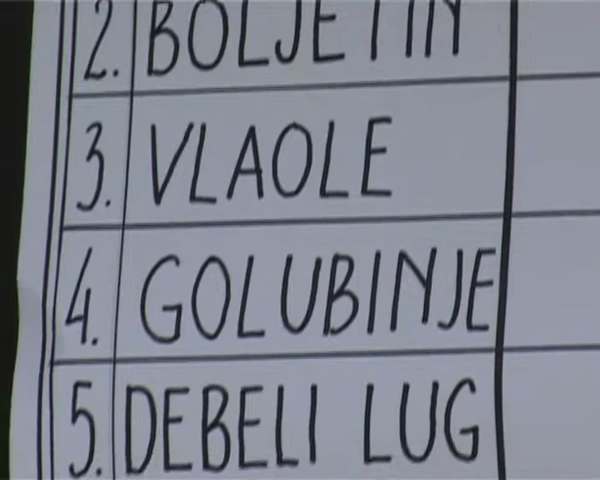 2. BOLJETIN
3. VLAOLE
4. GOLUBINJE
5. DEBELI LUG